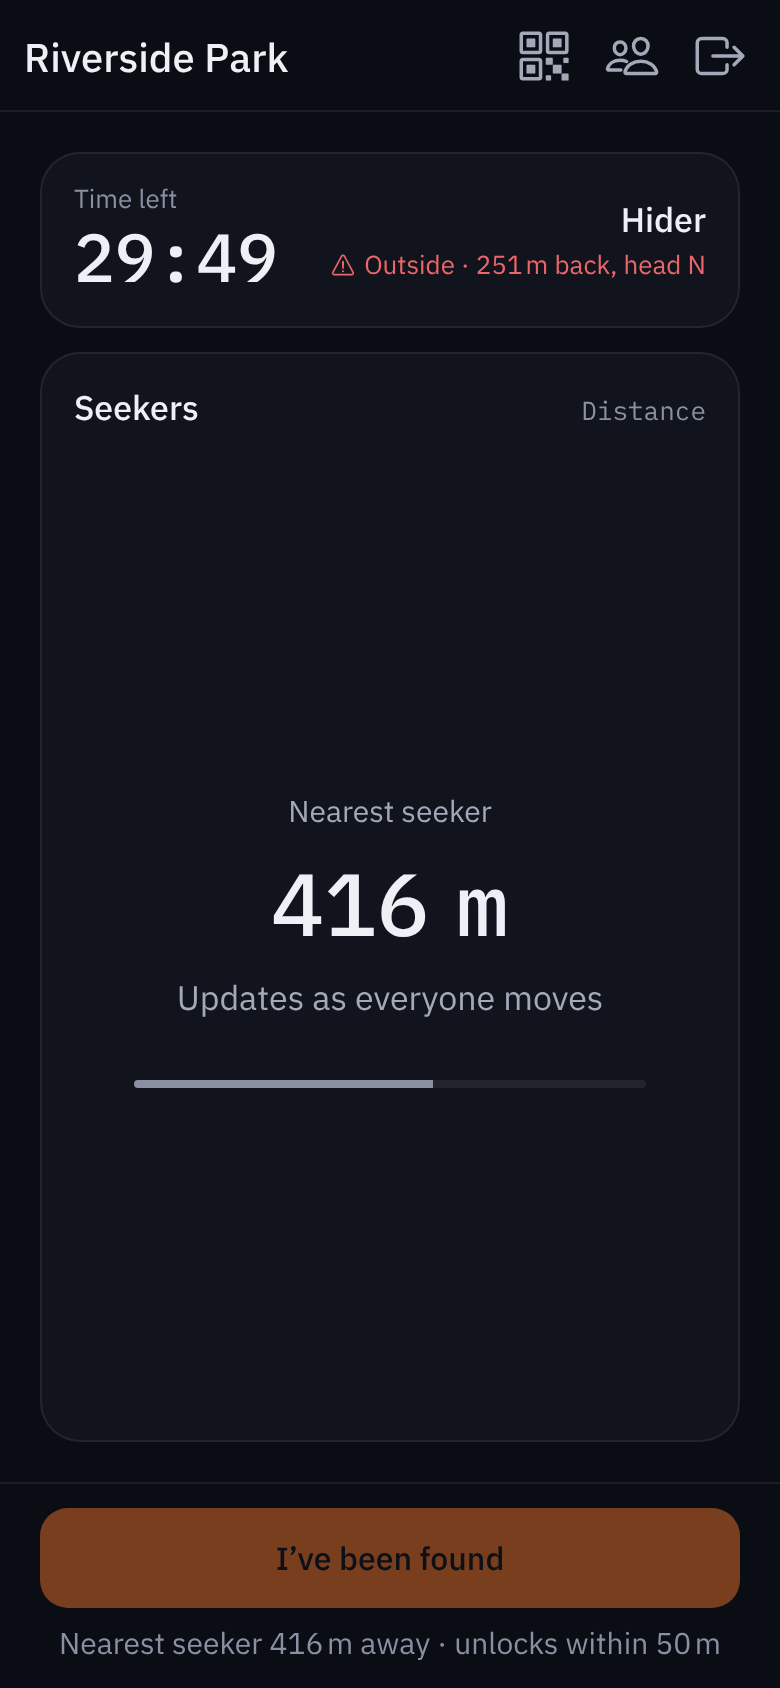 Riverside Park
Time left
29:49
Hider
Outside · 251 m back, head N
Seekers
Distance
Nearest seeker
416 m
Updates as everyone moves
I’ve been found
Nearest seeker 416 m away · unlocks within 50 m